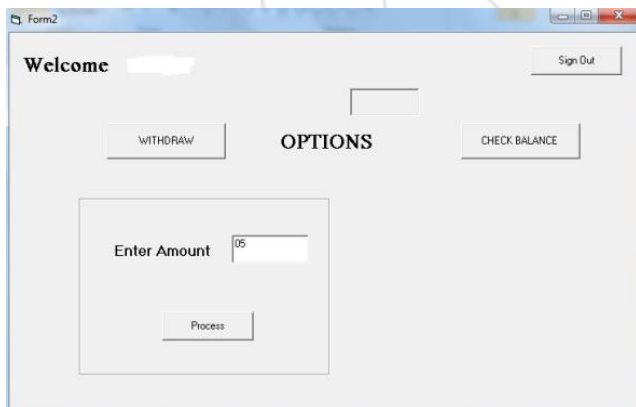 Form2
Welcome
Sign Out
WITHDRAW
OPTIONS
CHECK BALANCE
Enter Amount
05
Process